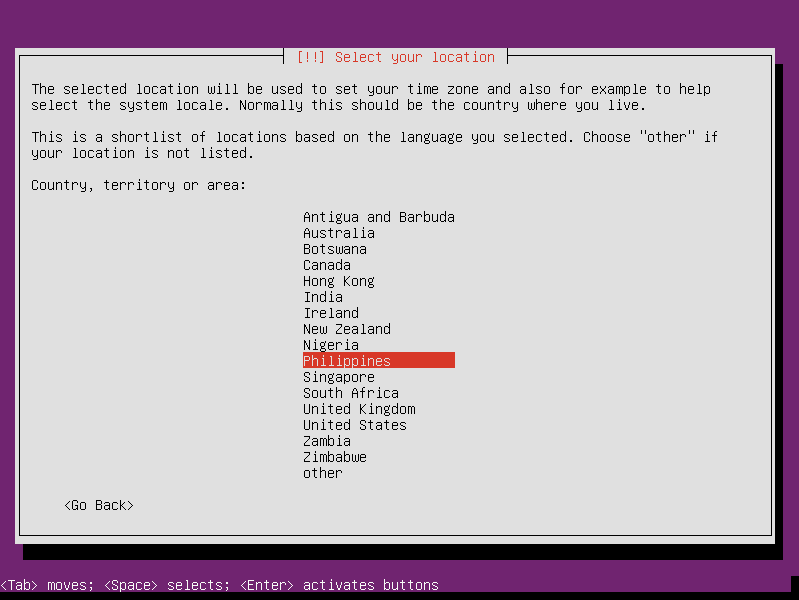 [!!] Select your location
The selected location will be used to set your time zone and also for example to help
select the system locale. Normally this should be the country where you live.
This is a shortlist of locations based on the language you selected. Choose "other" if
your location is not listed.
Country, territory or area:
Antigua and Barbuda
Australia
Botswana
Canada
Hong Kong
India
Ireland
New Zealand
Nigeria
Philippines
Singapore
South Africa
United Kingdom
United States
Zambia
Zimbabwe
other
<Go Back>
<Tab> moves; <Space> selects; <Enter> activates buttons